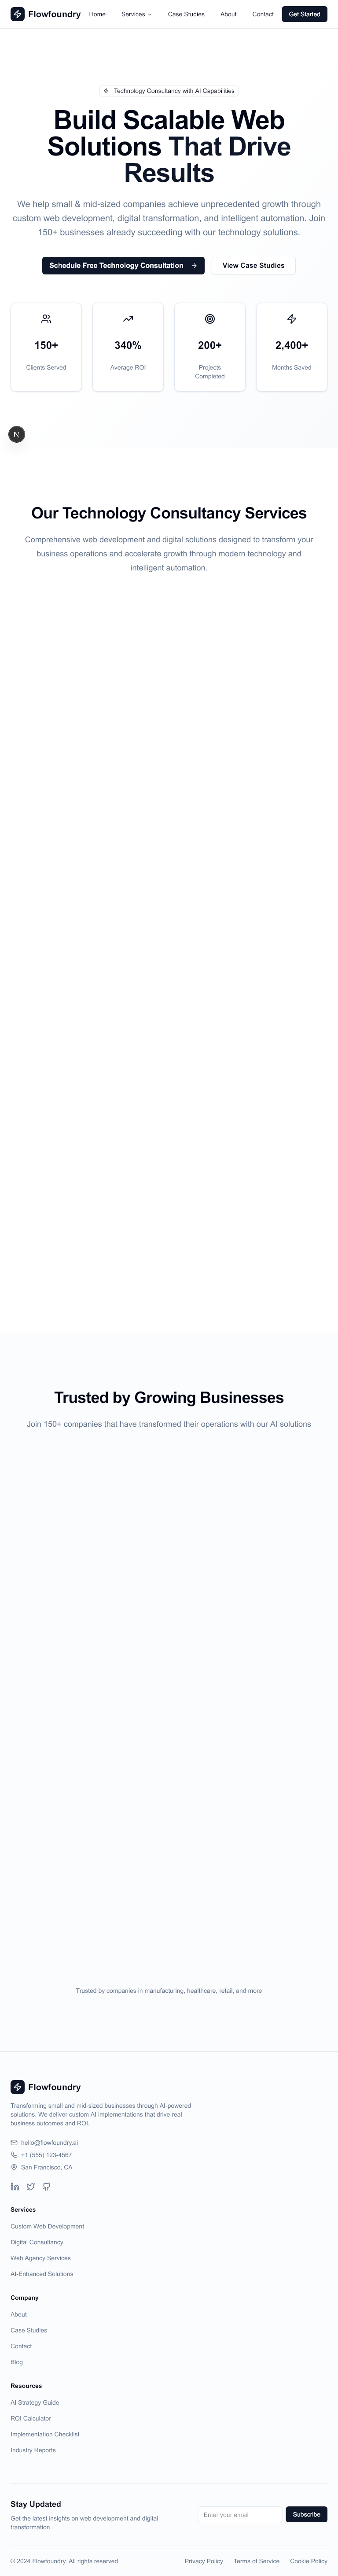 Flowfoundry
Home
Services
Case Studies
About
Contact
Get Started
Technology Consultancy with AI Capabilities
Build Scalable Web
Solutions That Drive
Results
We help small & mid-sized companies achieve unprecedented growth through
custom web development, digital transformation, and intelligent automation. Join
150+ businesses already succeeding with our technology solutions.
Schedule Free Technology Consultation
View Case Studies
150+
Clients Served
340%
Average ROI
200+
Projects
Completed
2,400+
Months Saved
N
Our Technology Consultancy Services
Comprehensive web development and digital solutions designed to transform your
business operations and accelerate growth through modern technology and
intelligent automation.
Trusted by Growing Businesses
Join 150+ companies that have transformed their operations with our AI solutions
Trusted by companies in manufacturing, healthcare, retail, and more
Flowfoundry
Transforming small and mid-sized businesses through AI-powered
solutions. We deliver custom AI implementations that drive real
business outcomes and ROI.
hello@flowfoundry.ai
+1 (555) 123-4567
San Francisco, CA
Services
Custom Web Development
Digital Consultancy
Web Agency Services
AI-Enhanced Solutions
Company
About
Case Studies
Contact
Blog
Resources
AI Strategy Guide
ROI Calculator
Implementation Checklist
Industry Reports
Stay Updated
Get the latest insights on web development and digital
transformation
Enter your email
Subscribe
© 2024 Flowfoundry. All rights reserved.
Privacy Policy
Terms of Service
Cookie Policy